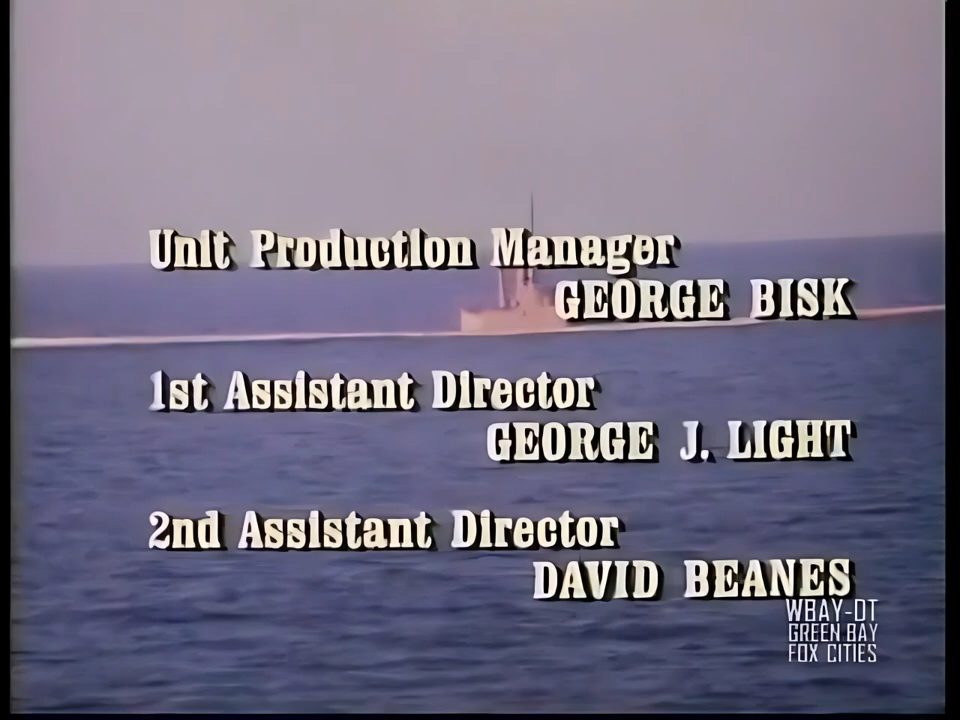 Unit Production Manager
GEORGE BISK
1st Assistant Director
GEORGE J. LIGHT
2nd Assistant Director
DAVID BEANES
WBAY-DT
GREEN BAY
FOX CITIES